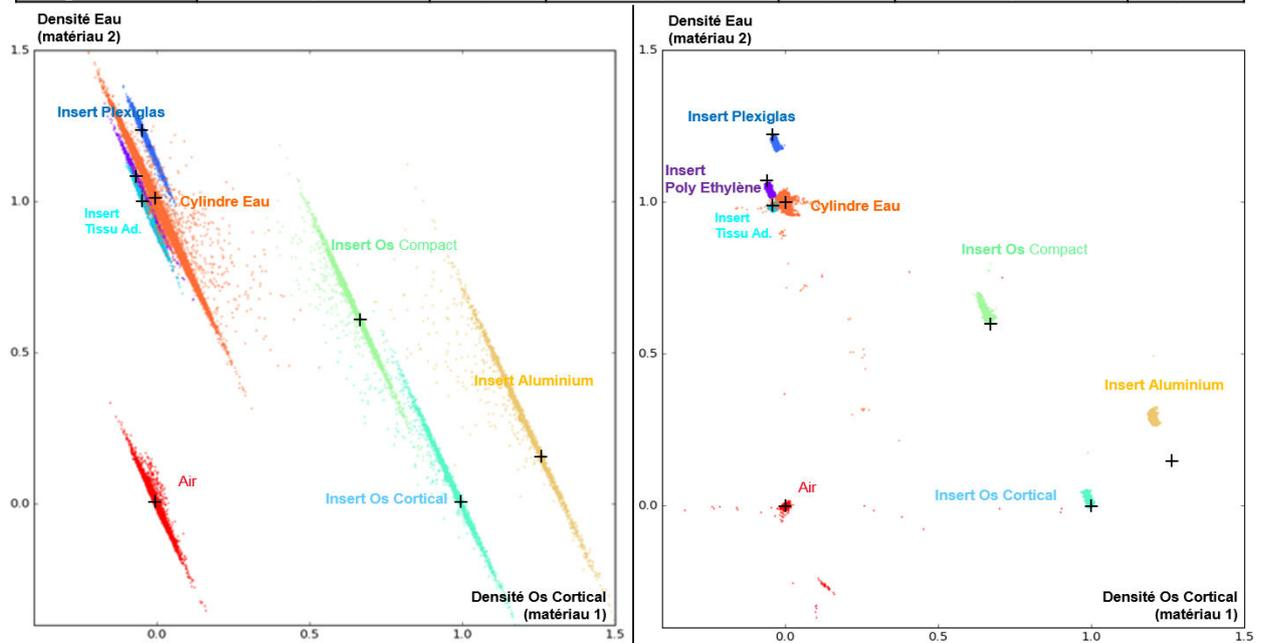 Densité Eau
(matériau 2)
1.5
Insert Plexiglas
1.0
Cylindre Eau
Insert
Tissu Ad.
Insert Os Compact
0.5
Insert Aluminium
Air
Insert Os Cortical
0.0
Densité Os Cortical
(matériau 1)
0.0 0.5 1.0 1.5
Densité Eau
(matériau 2)
1.5
Insert Plexiglas
Insert
Poly Ethylène
1.0
Cylindre Eau
Insert
Tissu Ad.
Insert Os Compact
0.5
Insert Aluminium
Air
Insert Os Cortical
0.0
Densité Os Cortical
(matériau 1)
0.0 0.5 1.0 1.5